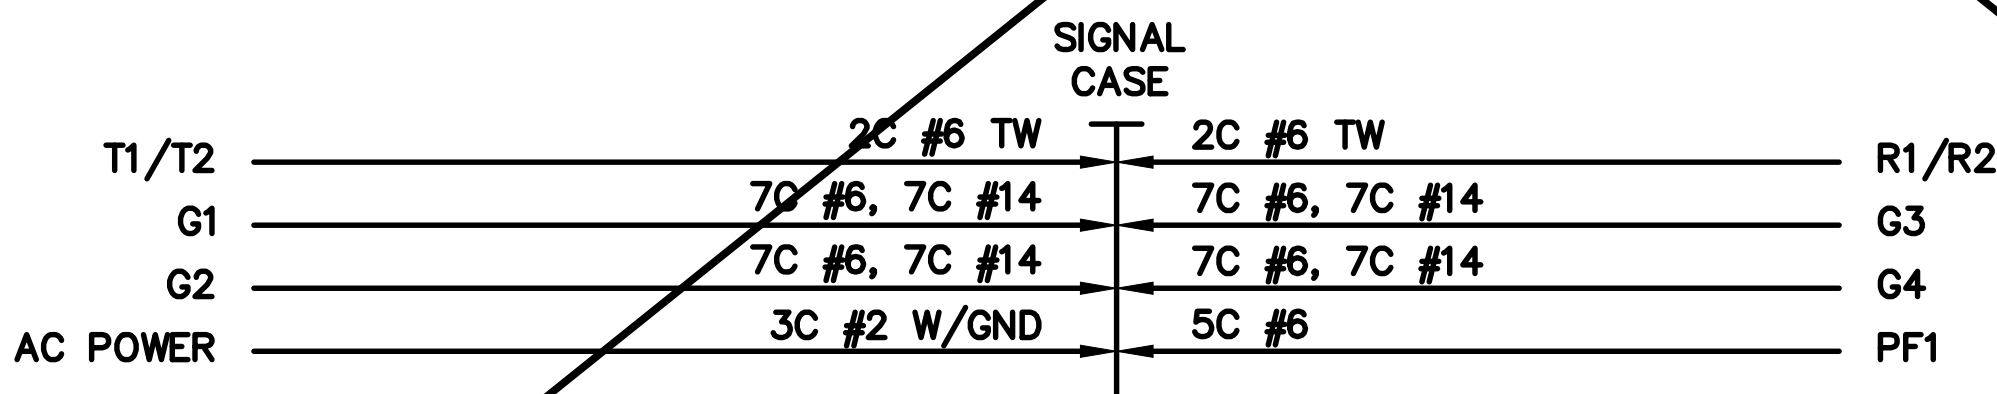 SIGNAL
CASE
T1/T2 2C #6 TW 2C #6 TW R1/R2
G1 7C #6, 7C #14 7C #6, 7C #14 G3
G2 7C #6, 7C #14 7C #6, 7C #14 G4
AC POWER 3C #2 W/GND 5C #6 PF1